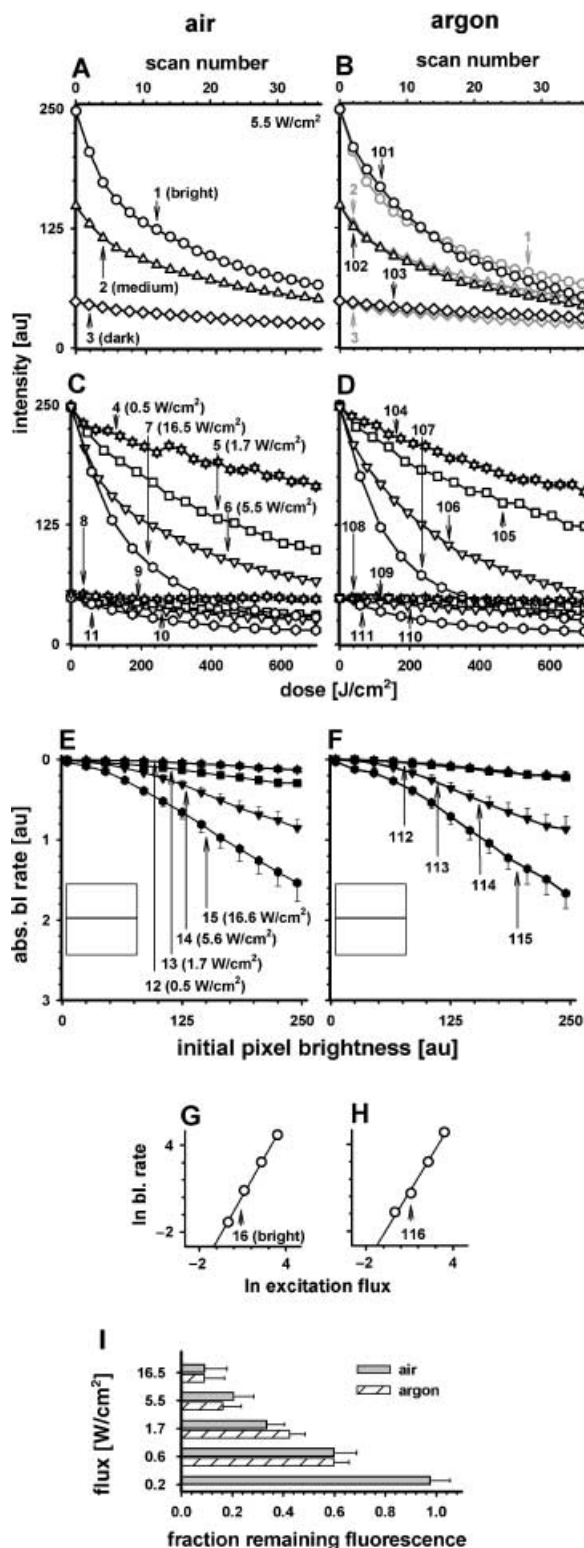 air argon
scan number scan number
A B
0 10 20 30 0 10 20 30
250
5.5 W/cm²
101
1 (bright)
2 1
125
103
2 (medium) 102
3 (dark) 3
0
intensity [au]
C D
250
4 (0.5 W/cm²) 104 107
7 (16.5 W/cm²)
5 (1.7 W/cm²)
6 (5.5 W/cm²) 106
125
105
8 108
9 109
11 10 111 110
0
0 200 400 600 0 200 400 600
dose [J/cm²]
E F
0
112
1
113
15 (16.6 W/cm²) 114
14 (5.6 W/cm²) 115
2
13 (1.7 W/cm²)
12 (0.5 W/cm²)
3
abs. bl rate [au]
0 125 250 0 125 250
initial pixel brightness [au]
G H
4
ln bl. rate
16 (bright) 116
−2
−2 4 −2 4
ln excitation flux
I
16.5 air
5.5 argon
1.7
0.6
0.2
flux [W/cm²]
0.0 0.2 0.4 0.6 0.8 1.0
fraction remaining fluorescence